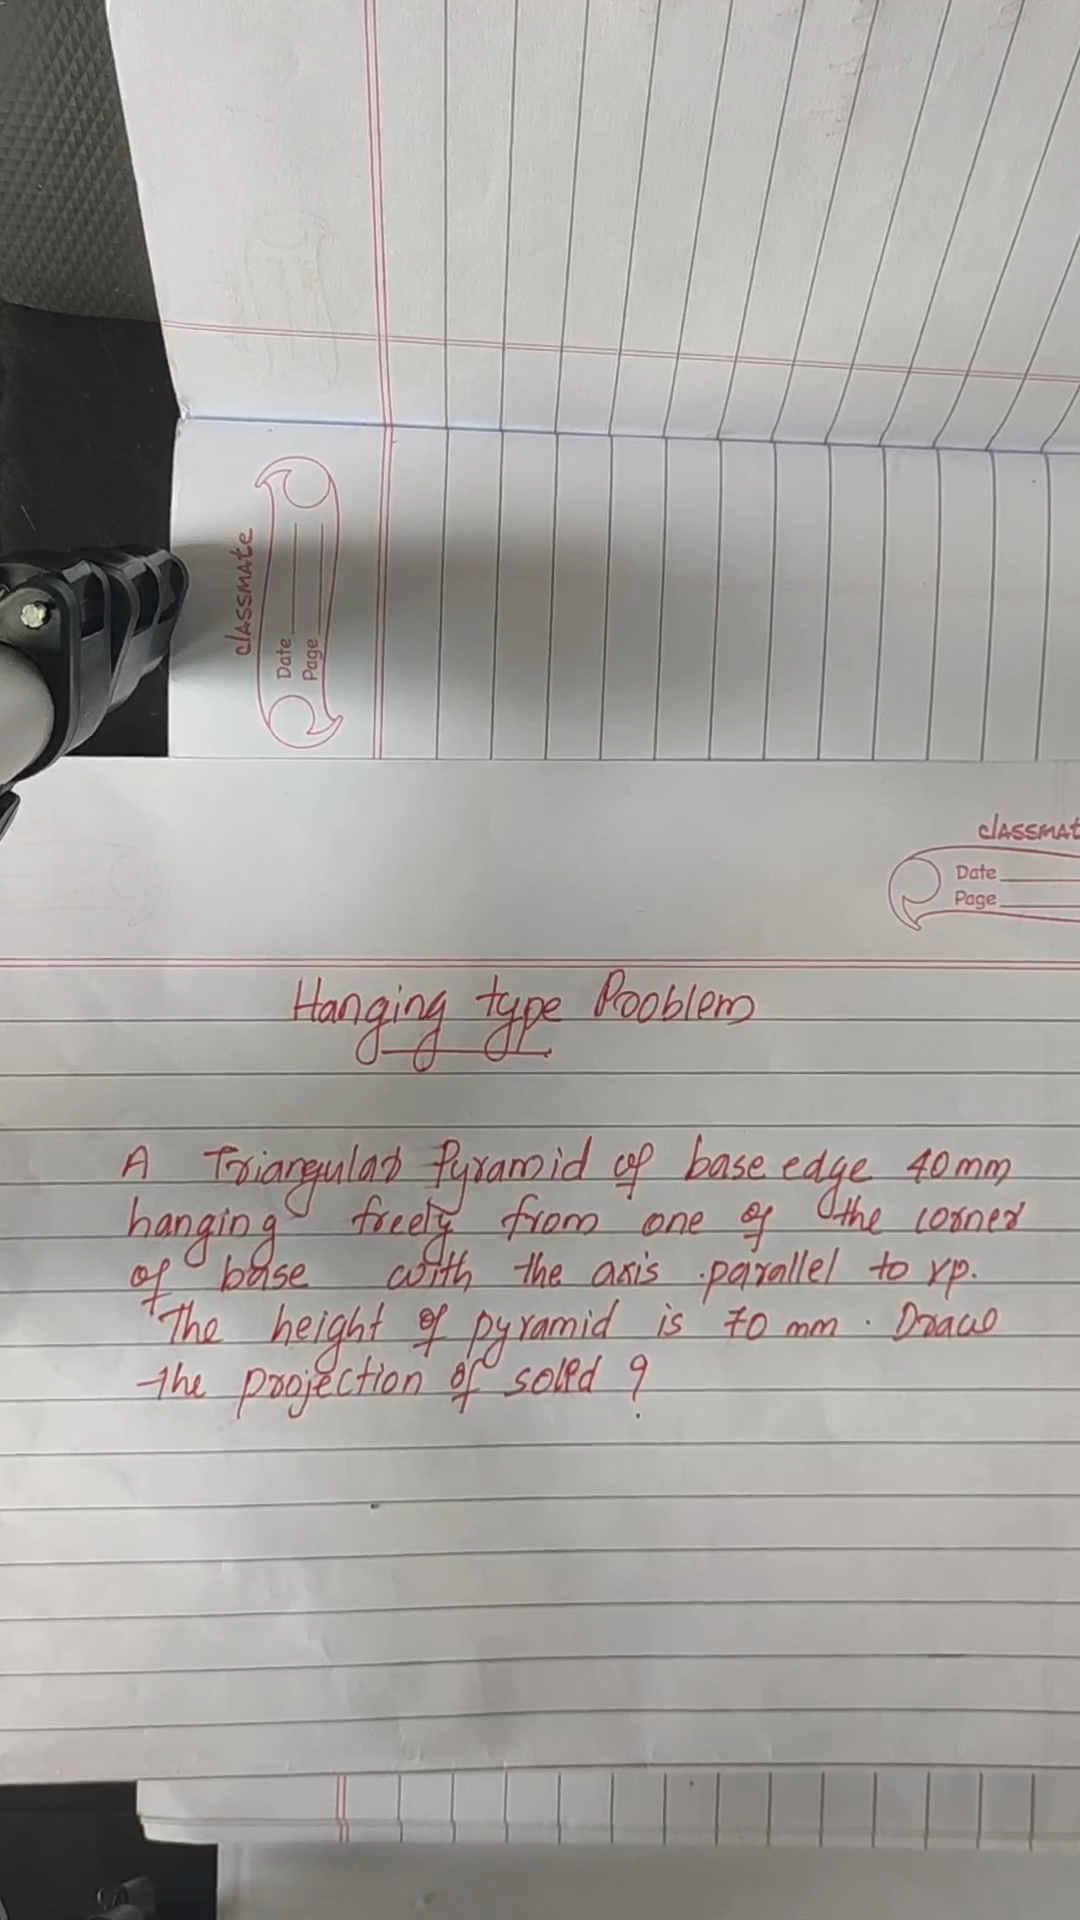 classmate
Date
Page
classmat
Date
Page
Hanging type Problem
A Triangular Pyramid of base edge 40mm
hanging freely from one of the corner
of base with the axis parallel to VP.
The height of pyramid is 70 mm. Draw
the projection of solid ?